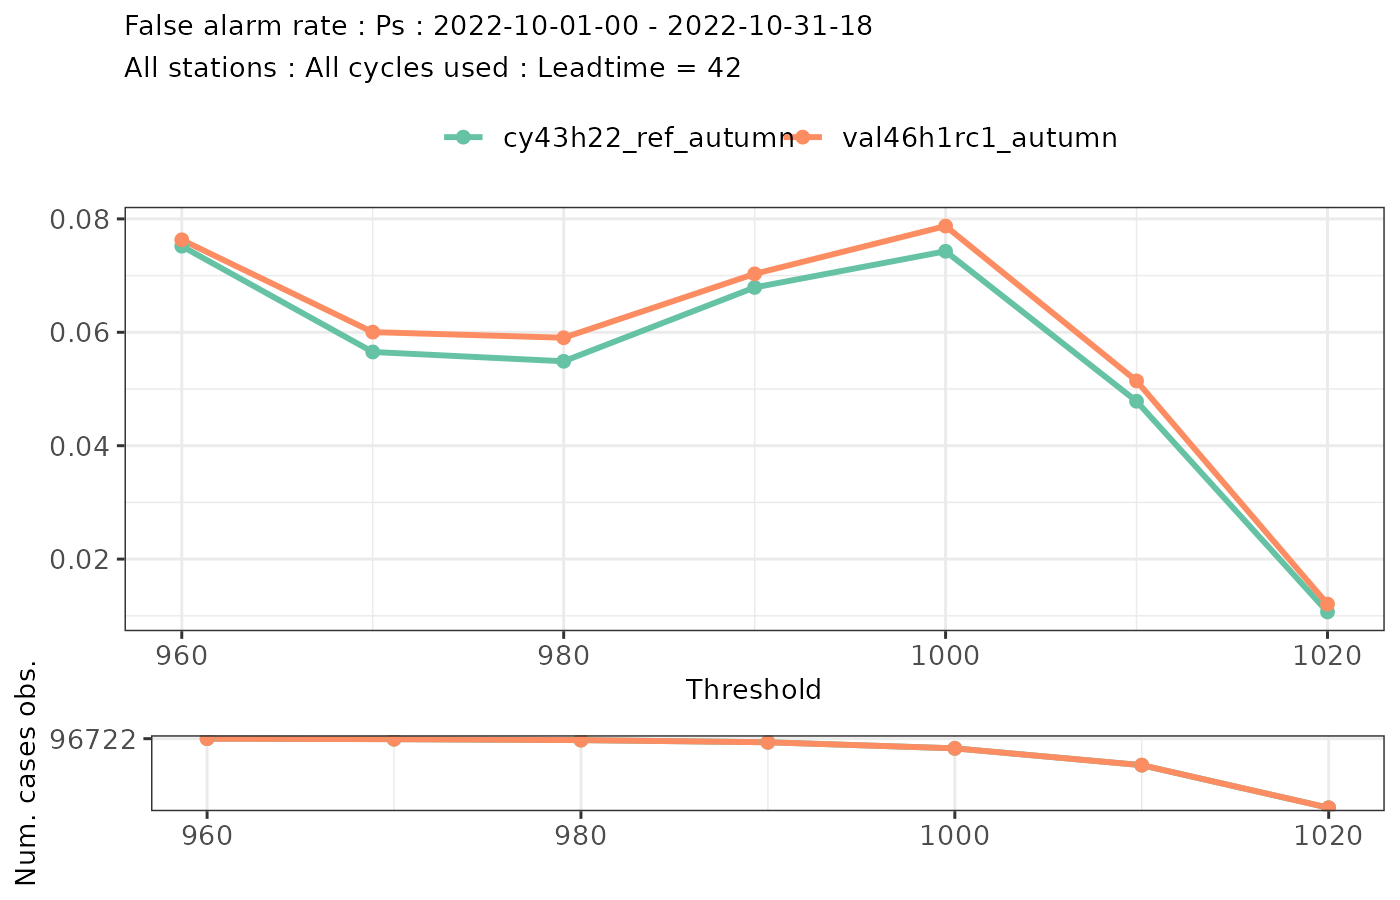 False alarm rate : Ps : 2022-10-01-00 - 2022-10-31-18
All stations : All cycles used : Leadtime = 42
cy43h22_ref_autumn val46h1rc1_autumn
0.08
0.06
0.04
0.02
960 980 1000 1020
Threshold
Num. cases obs.
96722
960 980 1000 1020